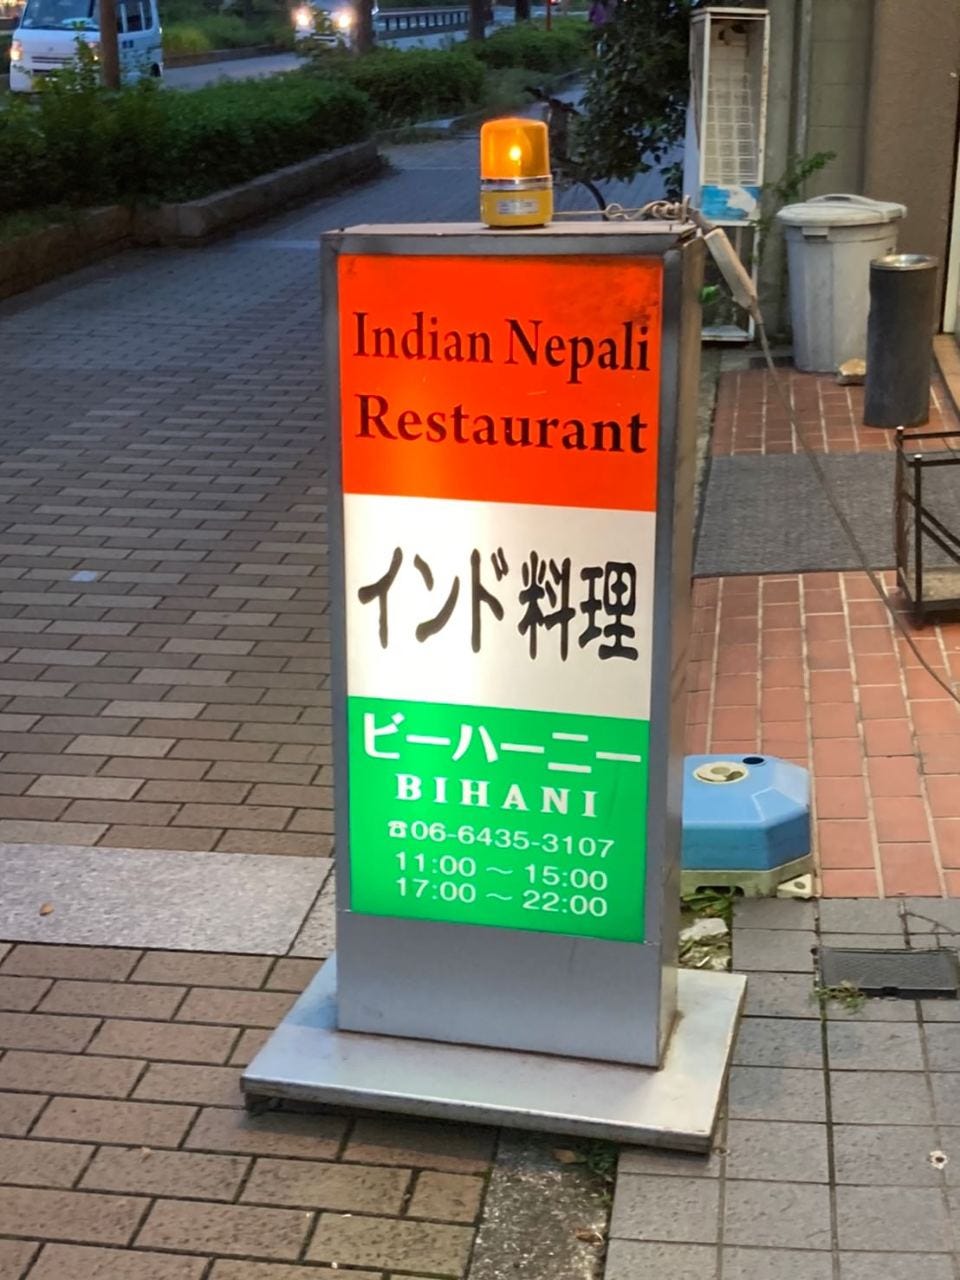 Indian Nepali
Restaurant
インド料理
ビーハーニー
BIHANI
☎06-6435-3107
11:00 ～ 15:00
17:00 ～ 22:00